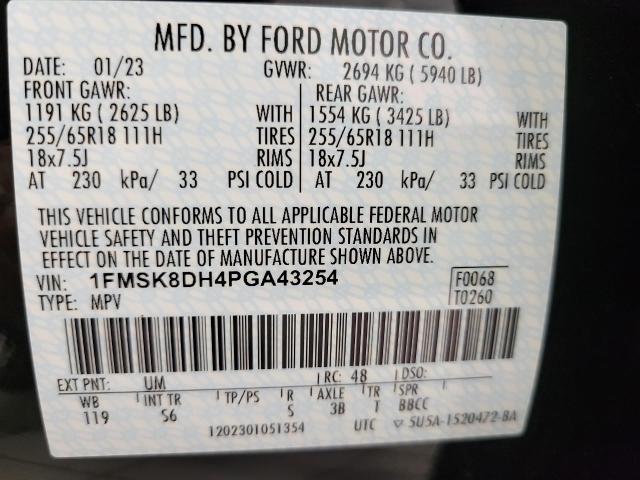 MFD. BY FORD MOTOR CO.
DATE: 01/23 GVWR: 2694 KG ( 5940 LB)
FRONT GAWR: REAR GAWR:
1191 KG ( 2625 LB) WITH 1554 KG ( 3425 LB) WITH
255/65R18 111H TIRES 255/65R18 111H TIRES
18x7.5J RIMS 18x7.5J RIMS
AT 230 kPa/ 33 PSI COLD AT 230 kPa/ 33 PSI COLD
THIS VEHICLE CONFORMS TO ALL APPLICABLE FEDERAL MOTOR
VEHICLE SAFETY AND THEFT PREVENTION STANDARDS IN
EFFECT ON THE DATE OF MANUFACTURE SHOWN ABOVE.
VIN: 1FMSK8DH4PGA43254 F0068
TYPE: MPV T0260
EXT PNT: UM RC: 48 DSO:
WB INT TR TP/PS R AXLE TR SPR
119 S6 S 3B T BBCC
1202301051354 UTC ▽ 5U5A-1520472-BA